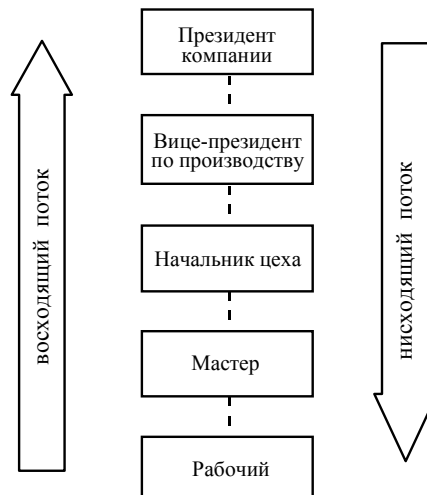 Президент
компании
Вице-президент
по производству
Начальник цеха
Мастер
Рабочий
восходящий поток
нисходящий поток